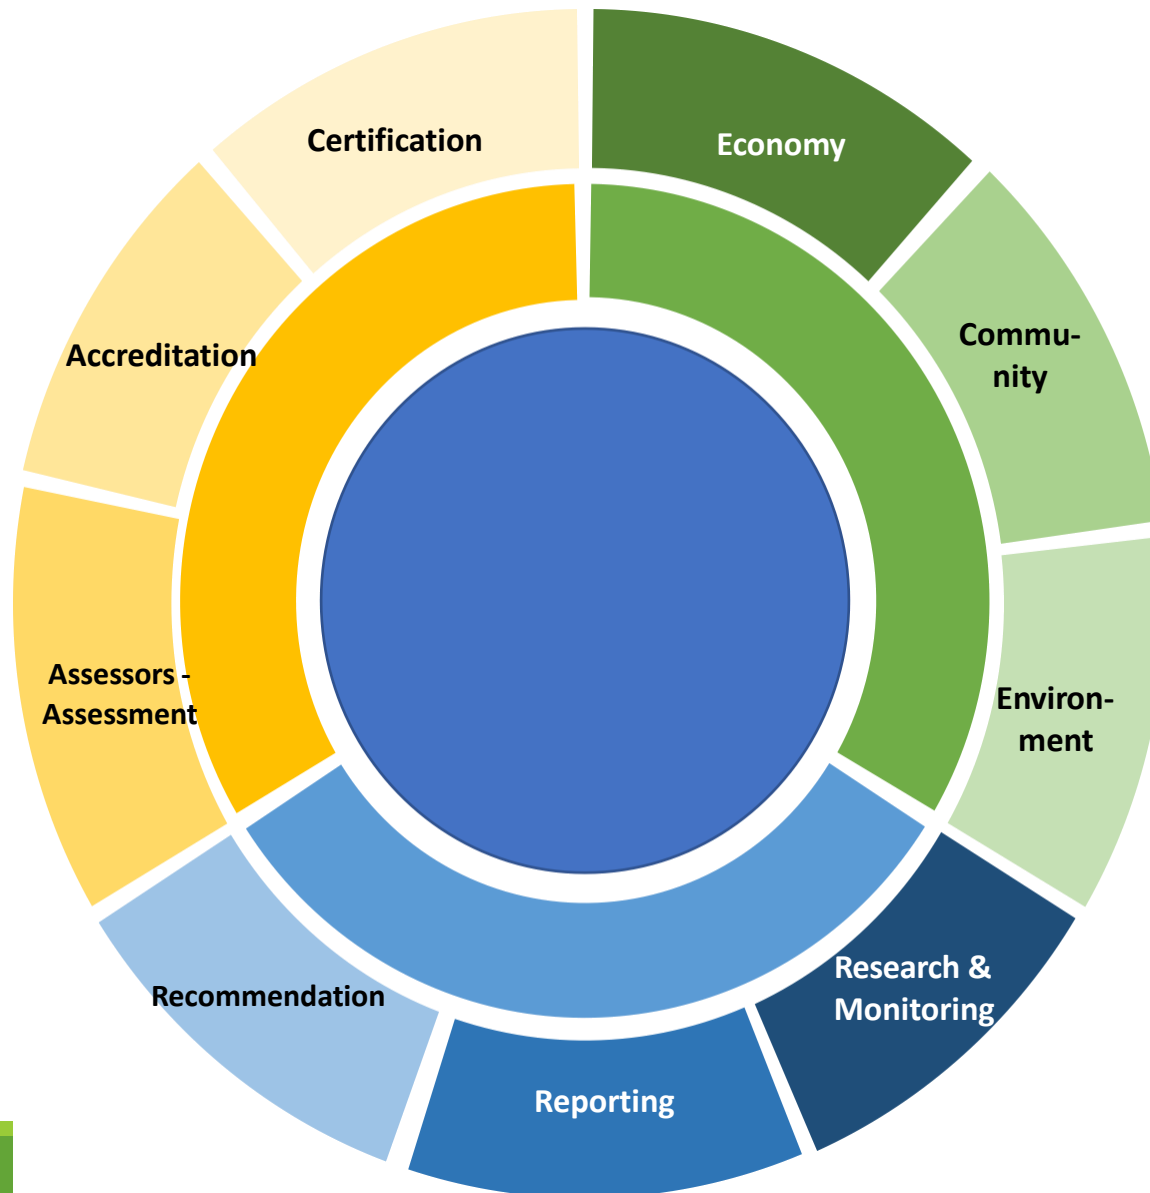 Certification
Economy
Commu-
nity
Accreditation
Assessors -
Assessment
Environ-
ment
Research &
Monitoring
Recommendation
Reporting